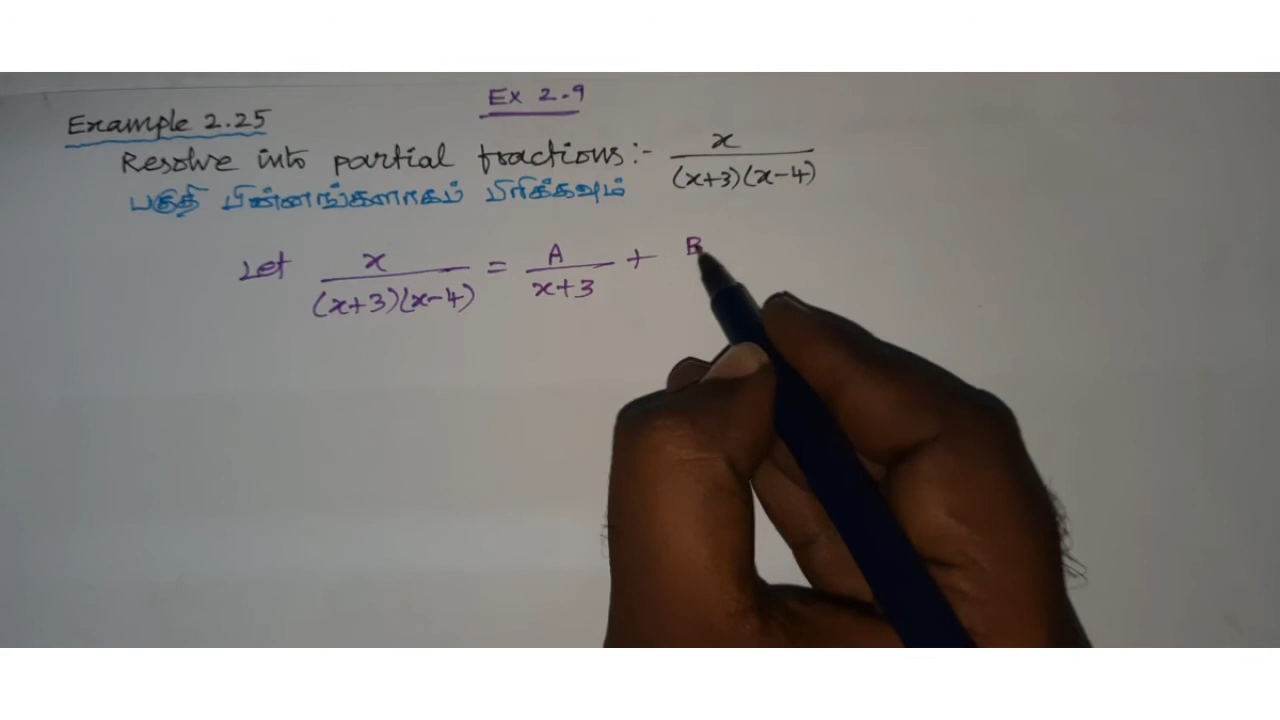 Ex 2.9
Example 2.25
Resolve into partial fractions:- x/((x+3)(x-4))
பகுதி பின்னங்களாகப் பிரிக்கவும்
Let x/((x+3)(x-4)) = A/(x+3) + B